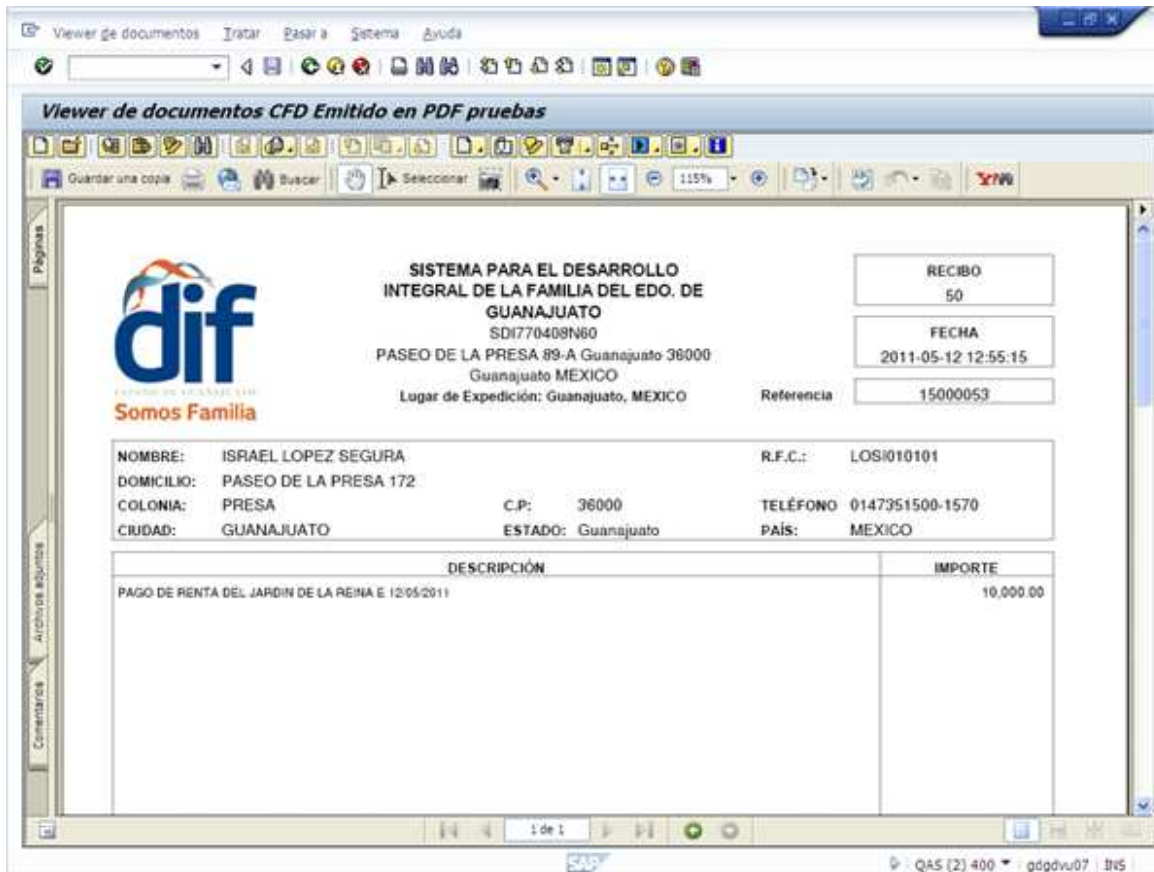 Viewer de documentos Tratar Pasar a Sistema Ayuda
Viewer de documentos CFD Emitido en PDF pruebas
Guardar una copia Buscar Seleccionar 115%
Páginas
Archivos adjuntos
Comentarios
dif
Somos Familia
SISTEMA PARA EL DESARROLLO
INTEGRAL DE LA FAMILIA DEL EDO. DE
GUANAJUATO
SDI770408N60
PASEO DE LA PRESA 89-A Guanajuato 36000
Guanajuato MEXICO
Lugar de Expedición: Guanajuato, MEXICO
RECIBO
50
FECHA
2011-05-12 12:55:15
Referencia 15000053
NOMBRE: ISRAEL LOPEZ SEGURA R.F.C.: LOSI010101
DOMICILIO: PASEO DE LA PRESA 172
COLONIA: PRESA C.P: 36000 TELÉFONO 0147351500-1570
CIUDAD: GUANAJUATO ESTADO: Guanajuato PAÍS: MEXICO
DESCRIPCIÓN IMPORTE
PAGO DE RENTA DEL JARDIN DE LA REINA E 12/05/2011 10,000.00
1 de 1
SAP
QAS (2) 400 gdgdvu07 INS